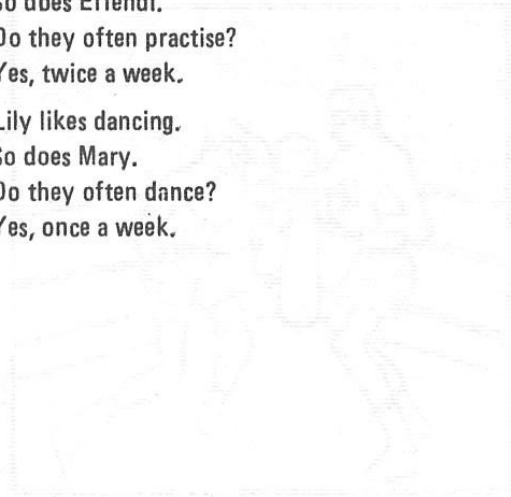 So does Effendi.
Do they often practise?
Yes, twice a week.
Lily likes dancing.
So does Mary.
Do they often dance?
Yes, once a week.